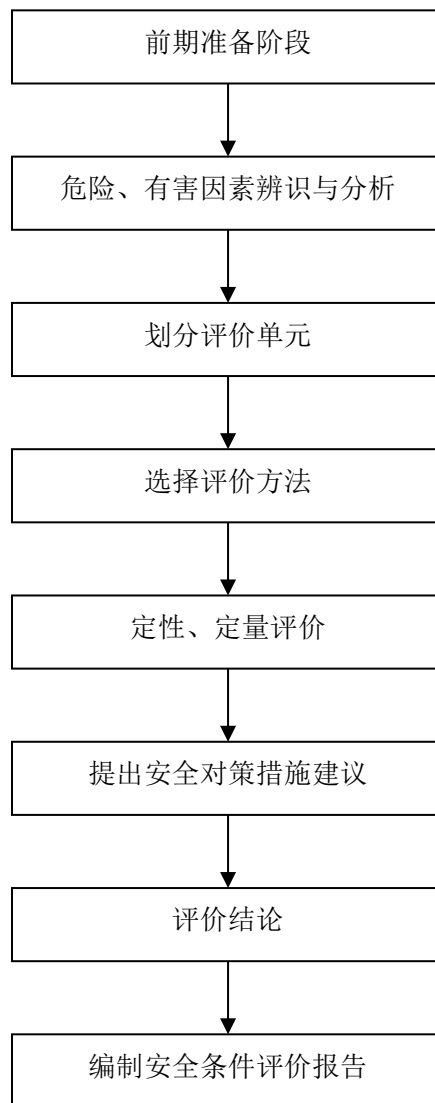 前期准备阶段
危险、有害因素辨识与分析
划分评价单元
选择评价方法
定性、定量评价
提出安全对策措施建议
评价结论
编制安全条件评价报告